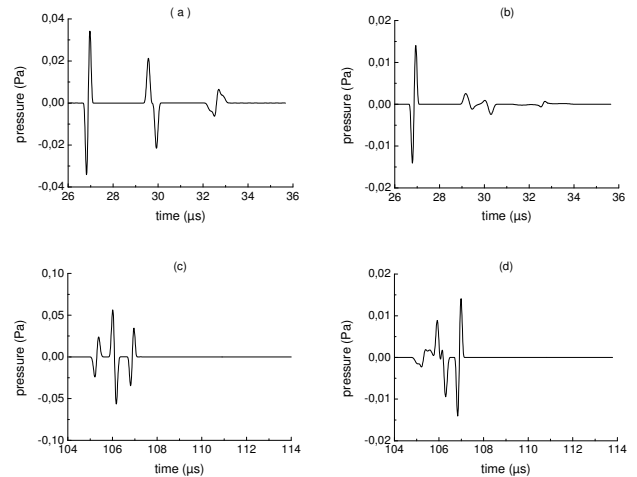 ( a )
0,04
0,02
0,00
-0,02
-0,04
pressure (Pa)
26 28 30 32 34 36
time (µs)
(b)
0,02
0,01
0,00
-0,01
-0,02
pressure (Pa)
26 28 30 32 34 36
time (µs)
(c)
0,10
0,05
0,00
-0,05
-0,10
pressure (Pa)
104 106 108 110 112 114
time (µs)
(d)
0,02
0,01
0,00
-0,01
-0,02
pressure (Pa)
104 106 108 110 112 114
time (µs)